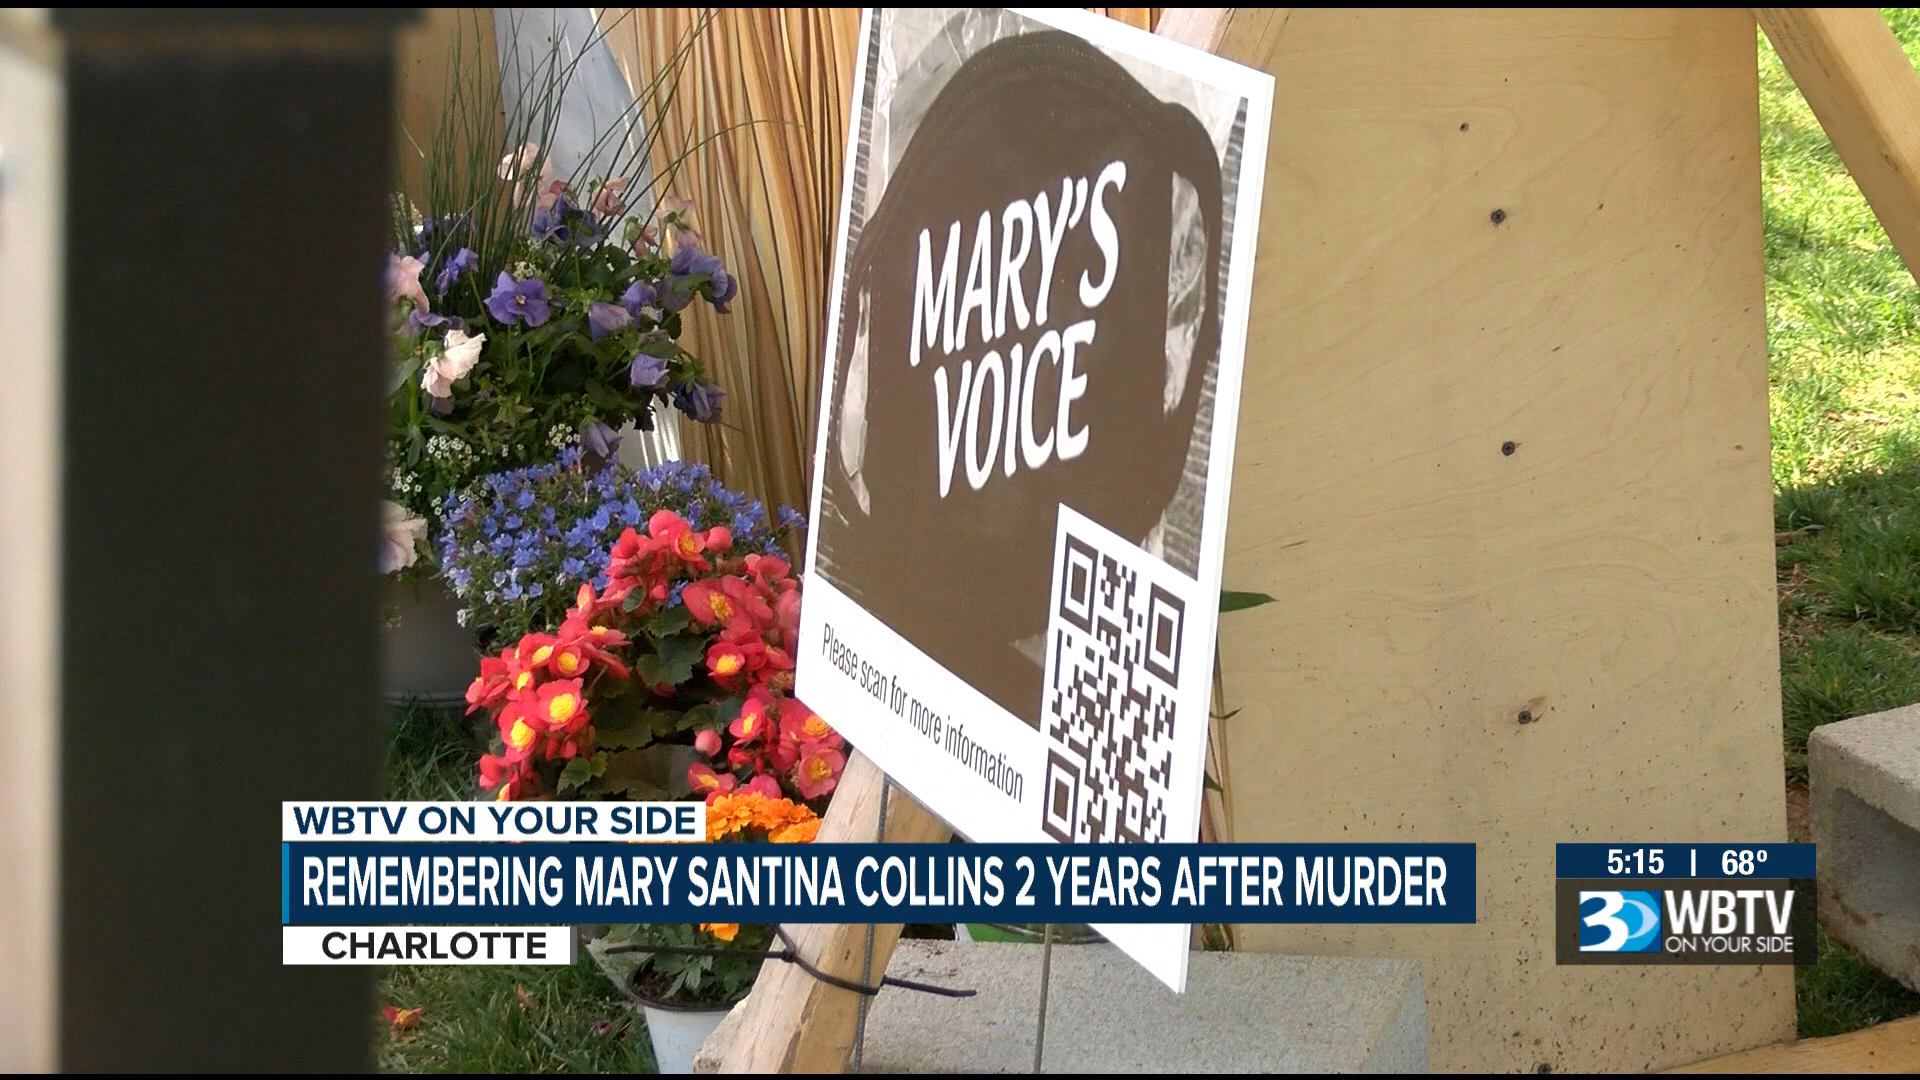 MARY'S
VOICE
Please scan for more information
WBTV ON YOUR SIDE
REMEMBERING MARY SANTINA COLLINS 2 YEARS AFTER MURDER
CHARLOTTE
5:15 | 68º
3 WBTV
ON YOUR SIDE